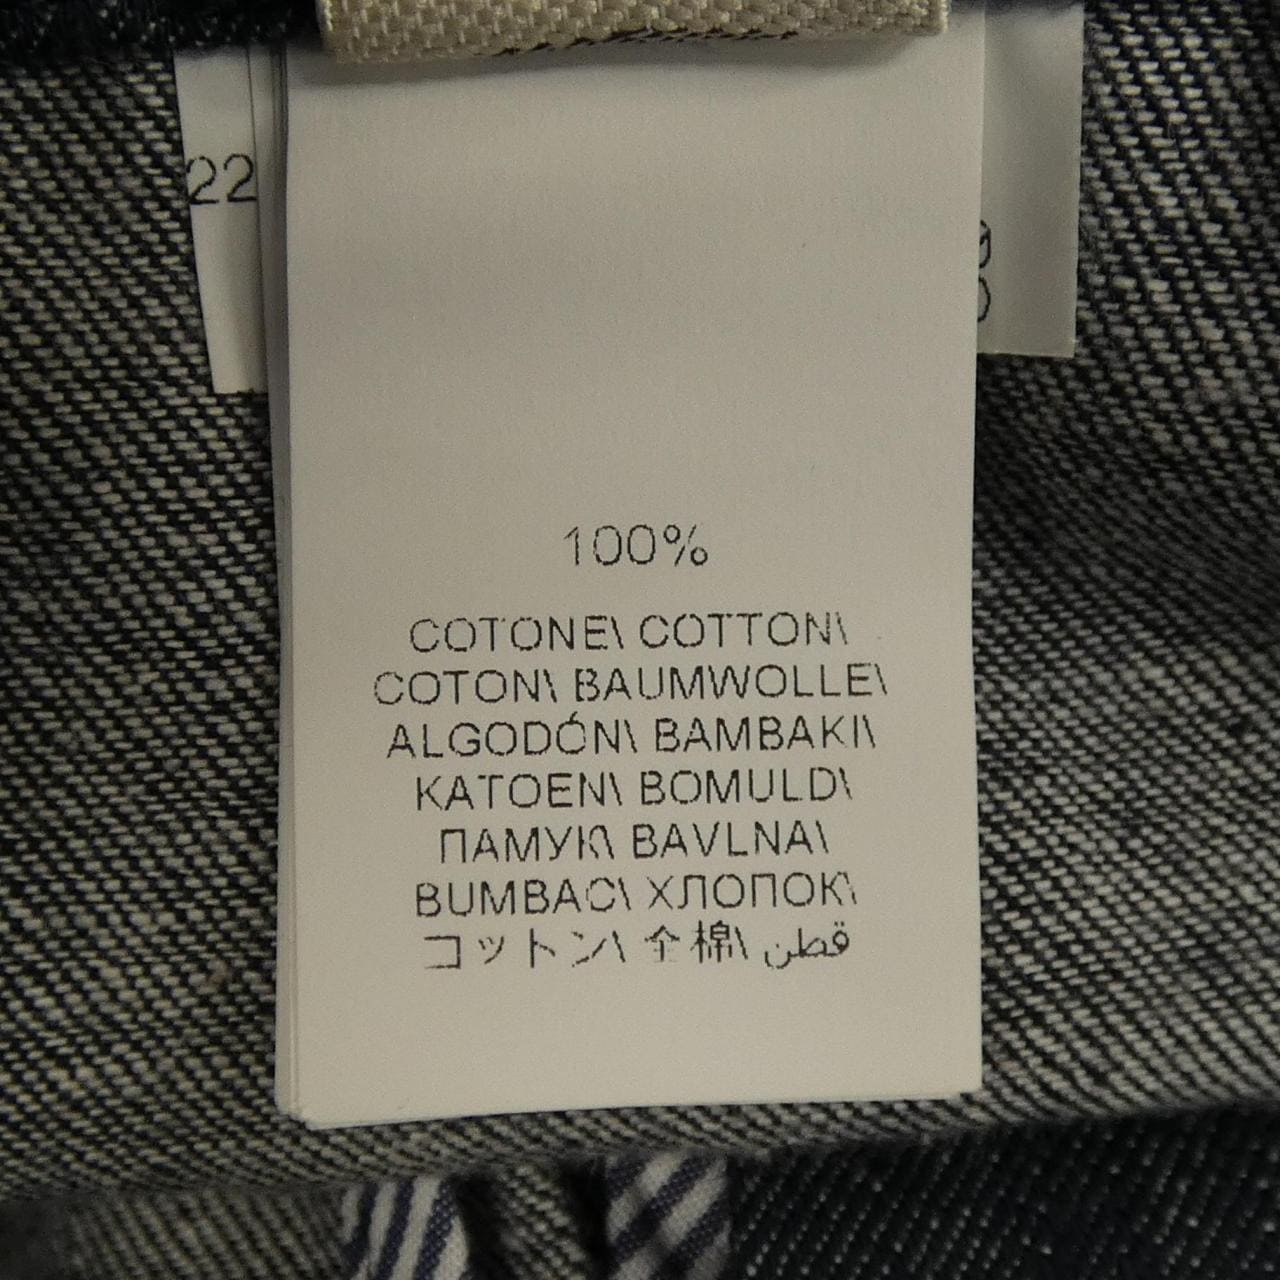 22
100%
COTONE\ COTTON\
COTON\ BAUMWOLLE\
ALGODÓN\ BAMBAKI\
KATOEN\ BOMULD\
ПАМУК\ BAVLNA\
BUMBAC\ ХЛОПОК\
コットン\ 全棉\ قطن